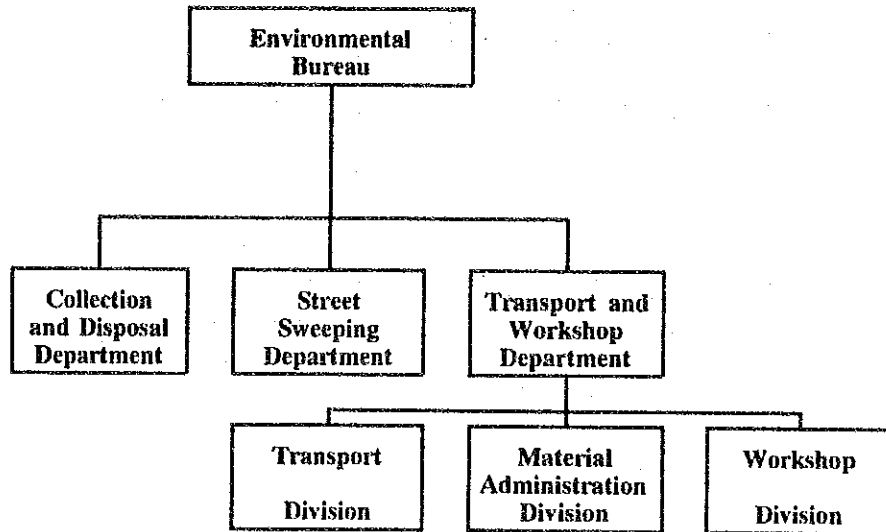 Environmental
Bureau
Collection
and Disposal
Department
Street
Sweeping
Department
Transport and
Workshop
Department
Transport
Division
Material
Administration
Division
Workshop
Division